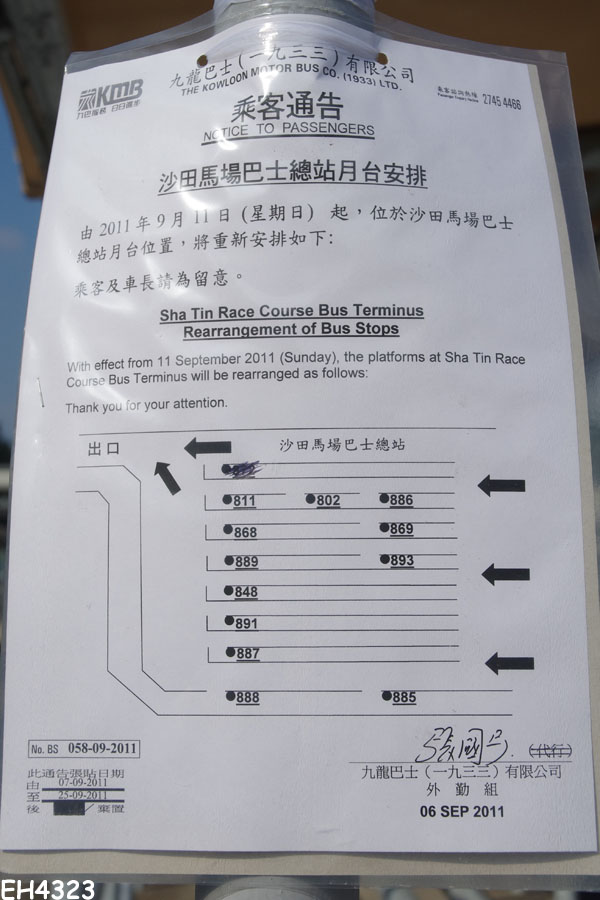 KMB
九巴服務 日日進步
九龍巴士(一九三三)有限公司
THE KOWLOON MOTOR BUS CO. (1933) LTD.
2745 4466
乘客通告
NOTICE TO PASSENGERS
沙田馬場巴士總站月台安排
由 2011 年 9 月 11 日 (星期日) 起,位於沙田馬場巴士
總站月台位置,將重新安排如下:
乘客及車長請為留意。
Sha Tin Race Course Bus Terminus
Rearrangement of Bus Stops
With effect from 11 September 2011 (Sunday), the platforms at Sha Tin Race
Course Bus Terminus will be rearranged as follows:
Thank you for your attention.
出口 沙田馬場巴士總站
811 802 886
868 869
889 893
848
891
887
888 885
No. BS 058-09-2011
此通告張貼日期
由 07-09-2011
至 25-09-2011
後 / 棄置
(代行)
九龍巴士(一九三三)有限公司
外勤組
06 SEP 2011
EH4323